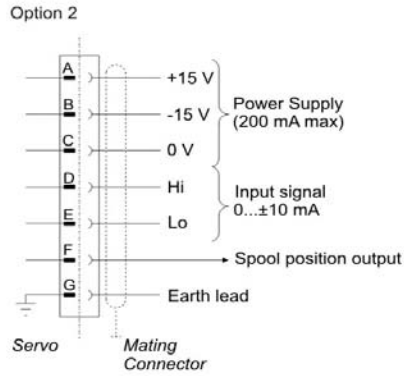 Option 2
A
+15 V
B
-15 V
Power Supply
(200 mA max)
C
0 V
D
Hi
Input signal
0...±10 mA
E
Lo
F
Spool position output
G
Earth lead
Servo
Mating
Connector